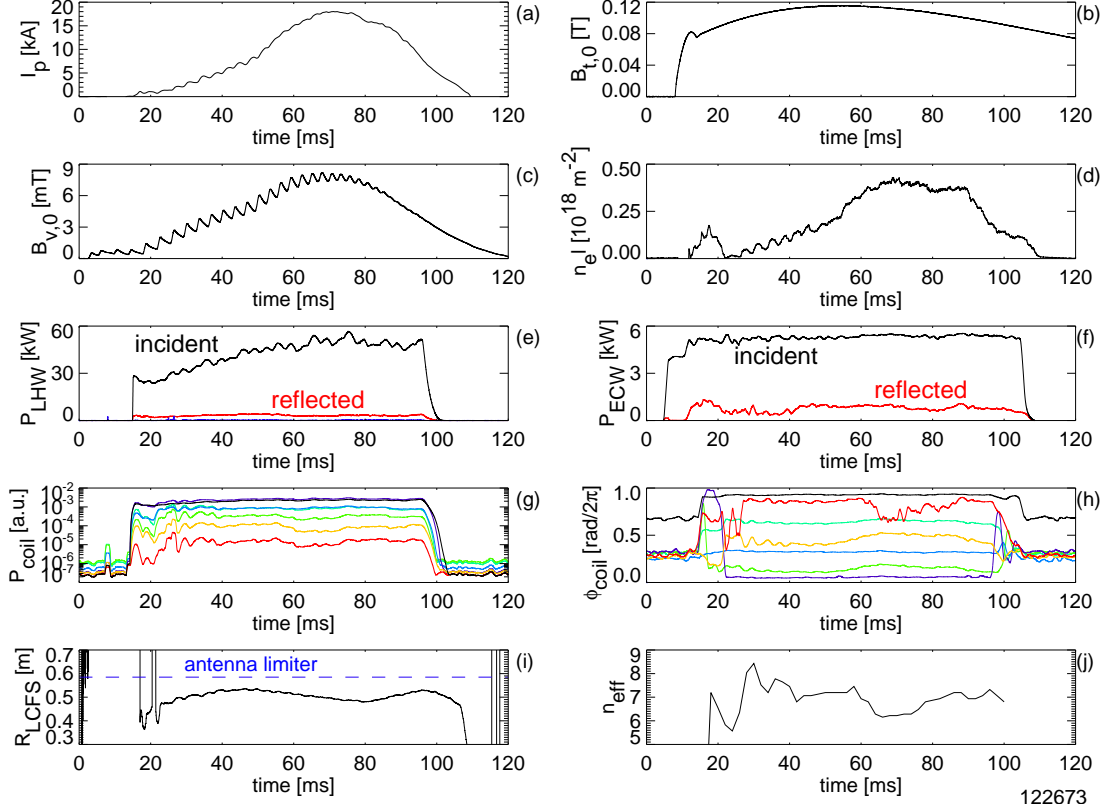 20
15
10
5
0
I_p [kA]
(a)
0 20 40 60 80 100 120
time [ms]
0.12
0.08
0.04
0.00
B_t,0 [T]
(b)
0 20 40 60 80 100 120
time [ms]
9
6
3
0
B_v,0 [mT]
(c)
0 20 40 60 80 100 120
time [ms]
0.50
0.25
0.00
n_e l [10^18 m^-2]
(d)
0 20 40 60 80 100 120
time [ms]
60
30
0
P_LHW [kW]
incident
reflected
(e)
0 20 40 60 80 100 120
time [ms]
6
3
0
P_ECW [kW]
incident
reflected
(f)
0 20 40 60 80 100 120
time [ms]
10^-2
10^-3
10^-4
10^-5
10^-6
10^-7
P_coil [a.u.]
(g)
0 20 40 60 80 100 120
time [ms]
1.0
0.5
0.0
ϕ_coil [rad/2π]
(h)
0 20 40 60 80 100 120
time [ms]
0.7
0.6
0.5
0.4
0.3
R_LCFS [m]
antenna limiter
(i)
0 20 40 60 80 100 120
time [ms]
9
8
7
6
5
n_eff
(j)
0 20 40 60 80 100 120
time [ms]
122673